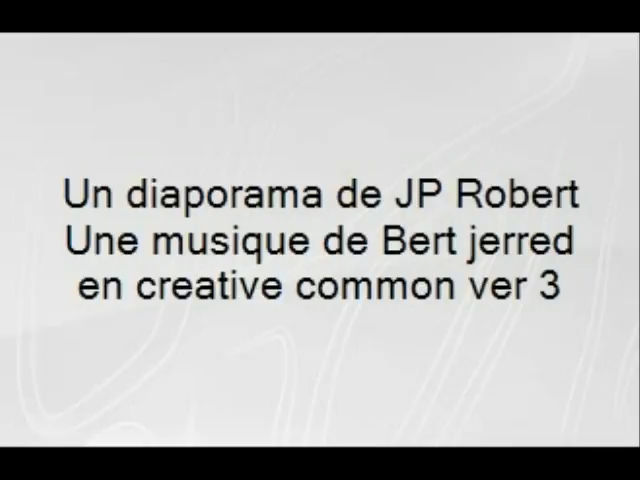 Un diaporama de JP Robert
Une musique de Bert jerred
en creative common ver 3